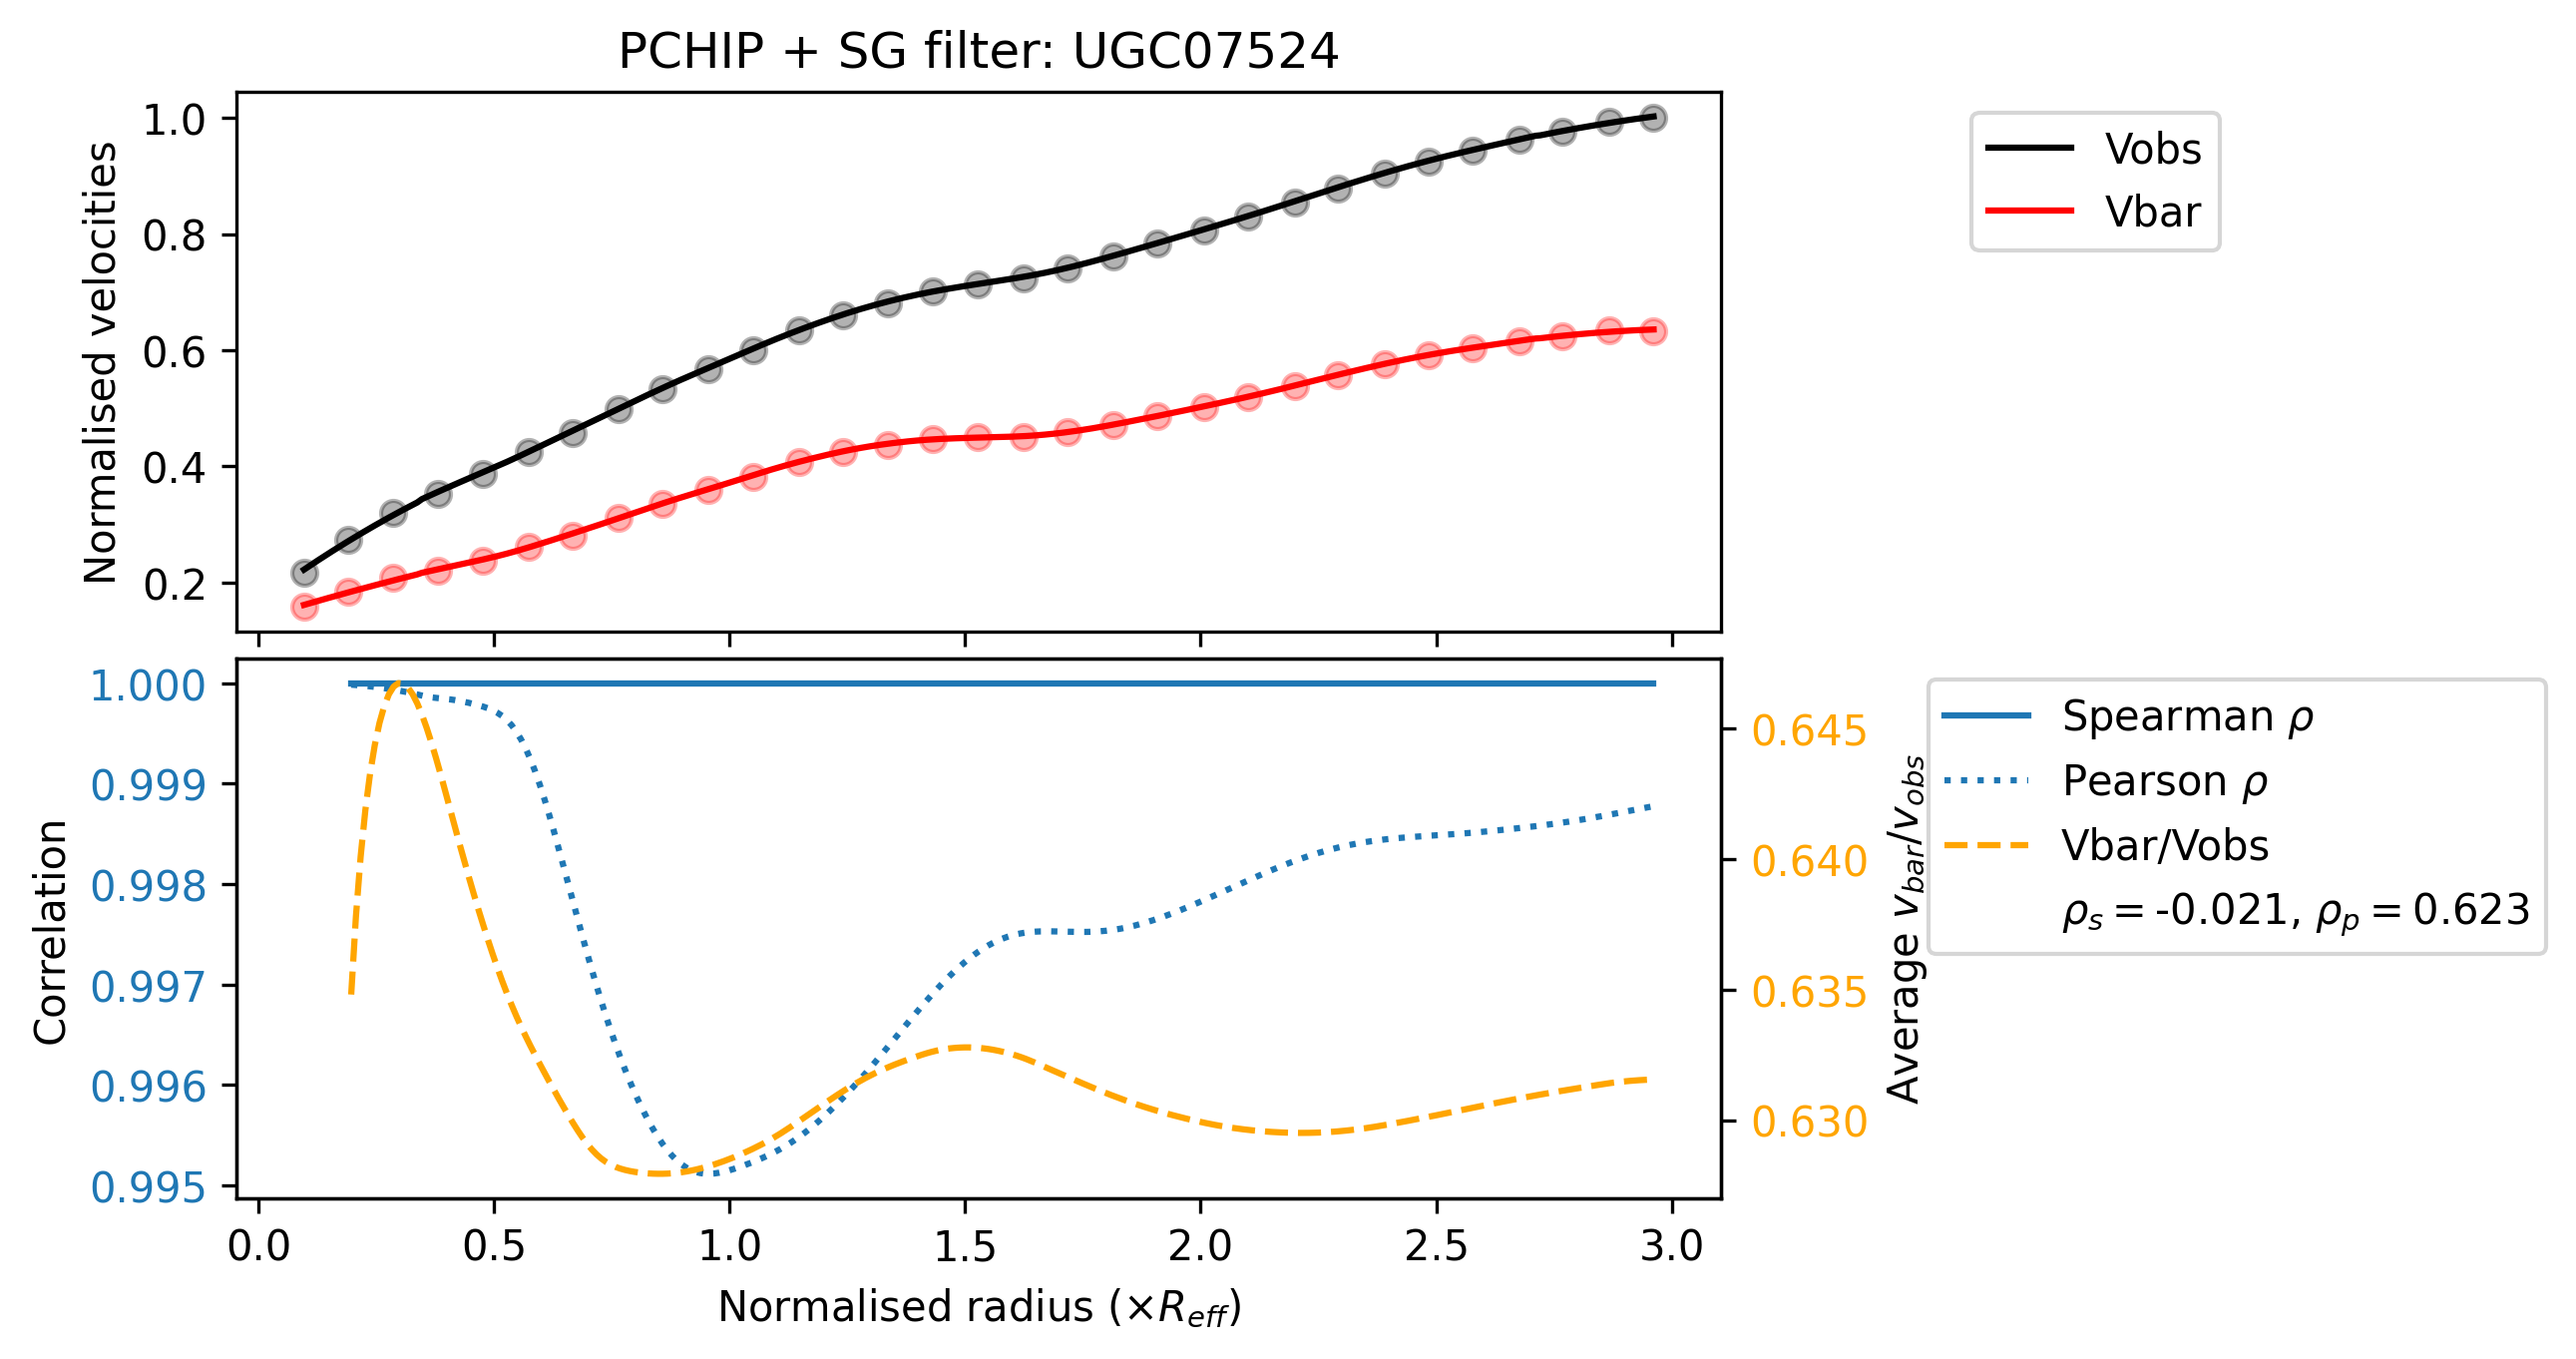 PCHIP + SG filter: UGC07524
Normalised velocities
1.0
0.8
0.6
0.4
0.2
Vobs
Vbar
Correlation
1.000
0.999
0.998
0.997
0.996
0.995
0.645
0.640
0.635
0.630
Average v_bar/v_obs
Spearman ρ
Pearson ρ
Vbar/Vobs
ρ_s = -0.021, ρ_p = 0.623
0.0 0.5 1.0 1.5 2.0 2.5 3.0
Normalised radius (×R_eff)